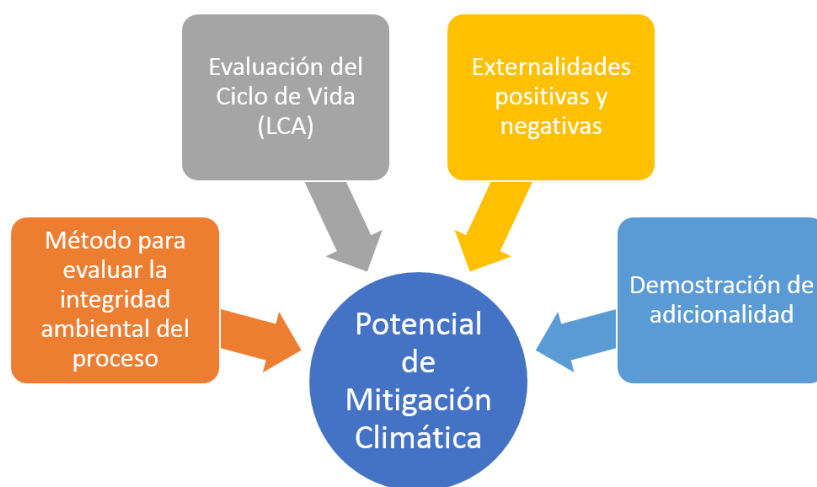 Evaluación del
Ciclo de Vida
(LCA)
Externalidades
positivas y
negativas
Método para
evaluar la
integridad
ambiental del
proceso
Demostración de
adicionalidad
Potencial
de
Mitigación
Climática